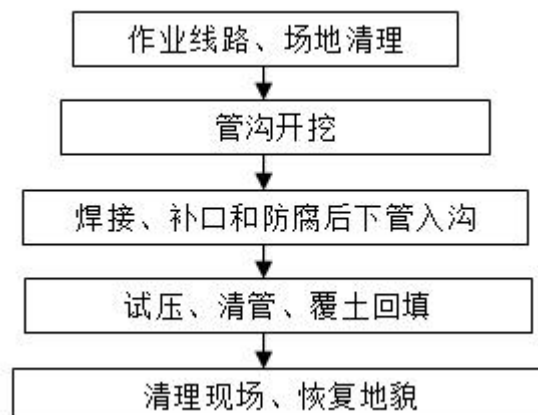 作业线路、场地清理
管沟开挖
焊接、补口和防腐后下管入沟
试压、清管、覆土回填
清理现场、恢复地貌